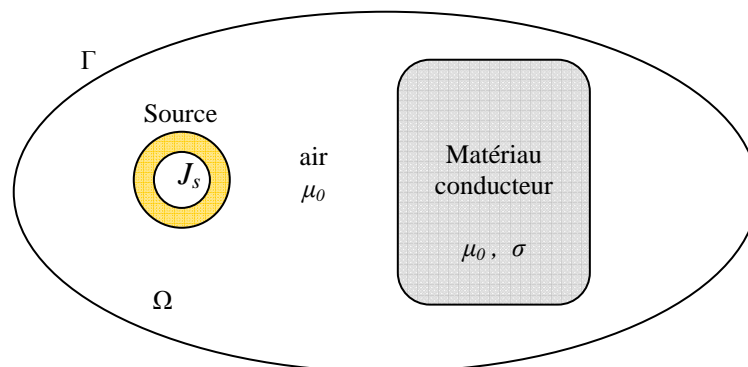 Γ
Source
J_s
air
μ_0
Matériau
conducteur
μ_0 , σ
Ω